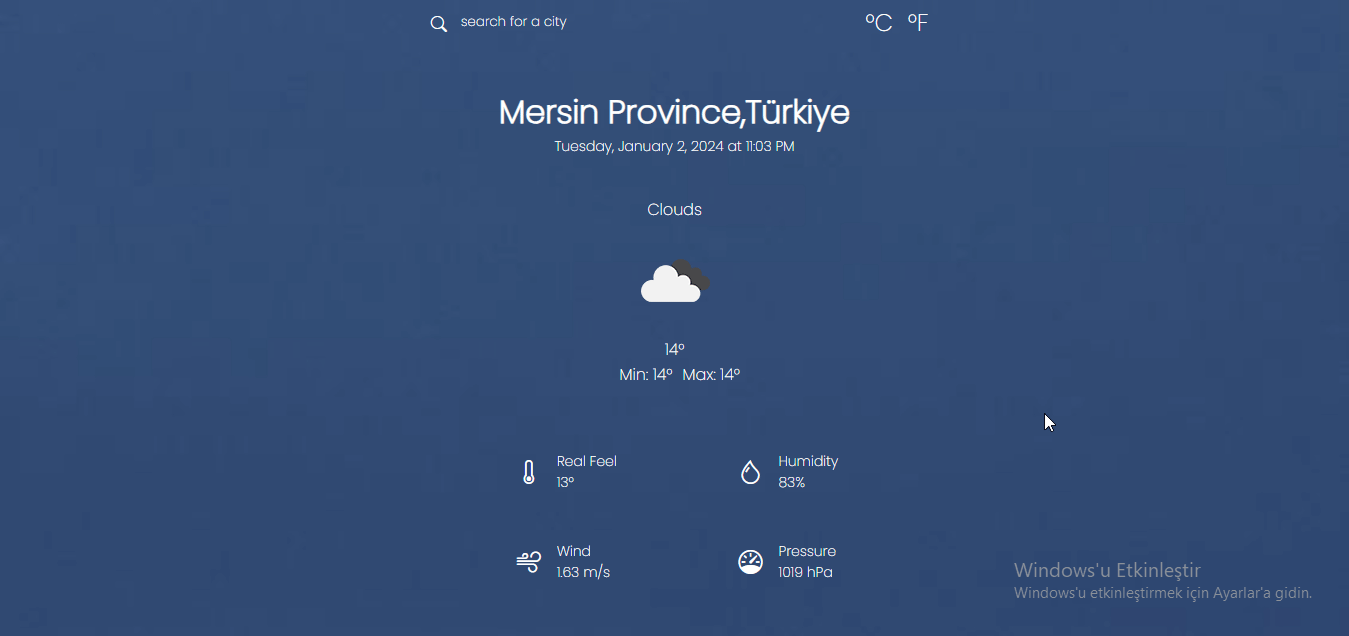 search for a city
°C °F
Mersin Province,Türkiye
Tuesday, January 2, 2024 at 11:03 PM
Clouds
14°
Min: 14° Max: 14°
Real Feel
13°
Humidity
83%
Wind
1.63 m/s
Pressure
1019 hPa
Windows'u Etkinleştir
Windows'u etkinleştirmek için Ayarlar'a gidin.